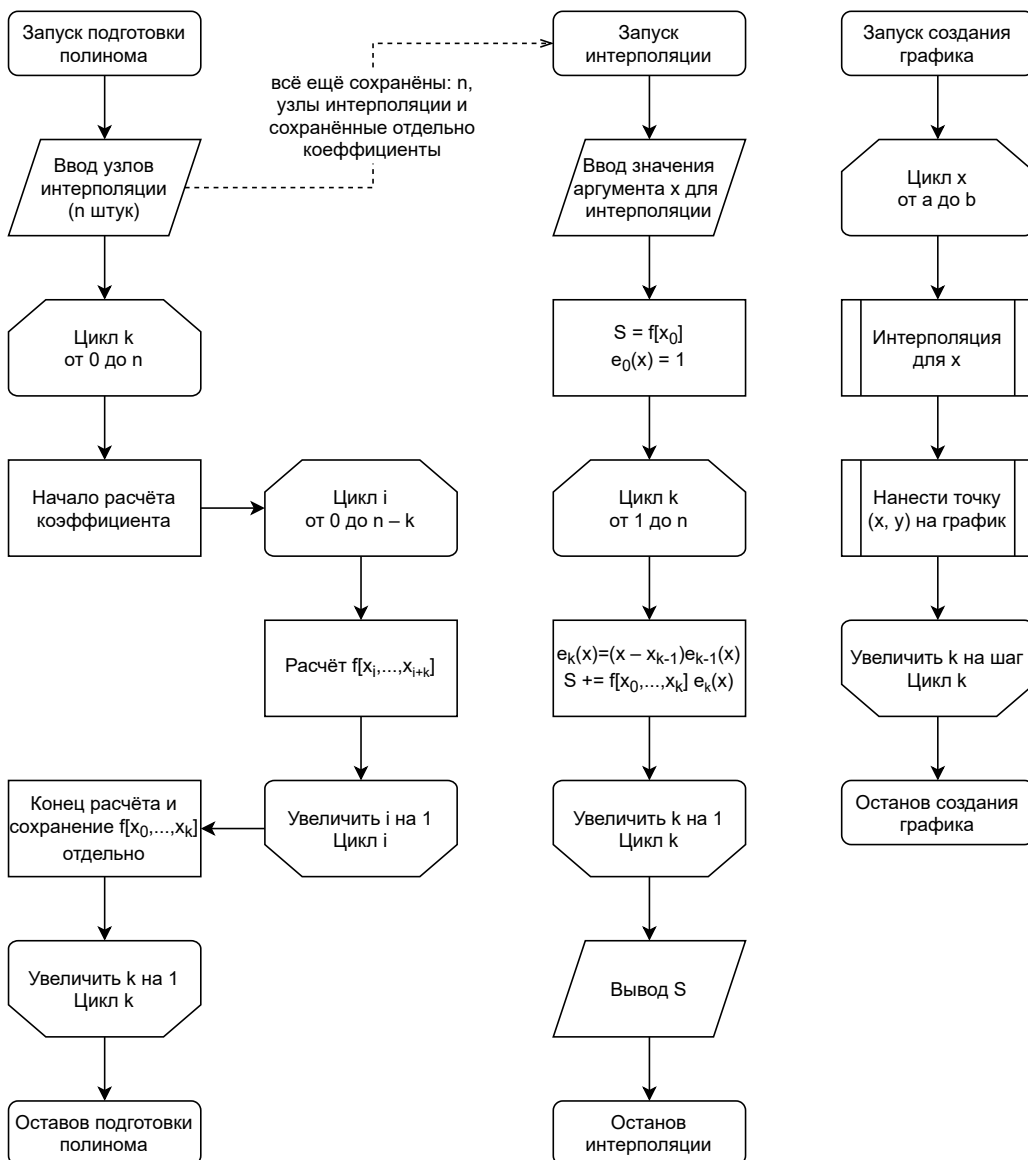 Запуск подготовки
полинома
Ввод узлов
интерполяции
(n штук)
всё ещё сохранёны: n,
узлы интерполяции и
сохранённые отдельно
коеффициенты
Цикл k
от 0 до n
Начало расчёта
коэффициента
Цикл i
от 0 до n – k
Расчёт f[xi,...,xi+k]
Увеличить i на 1
Цикл i
Конец расчёта и
сохранение f[x0,...,xk]
отдельно
Увеличить k на 1
Цикл k
Оставов подготовки
полинома
Запуск
интерполяции
Ввод значения
аргумента x для
интерполяции
S = f[x0]
e0(x) = 1
Цикл k
от 1 до n
ek(x)=(x – xk-1)ek-1(x)
S += f[x0,...,xk] ek(x)
Увеличить k на 1
Цикл k
Вывод S
Останов
интерполяции
Запуск создания
графика
Цикл x
от a до b
Интерполяция
для x
Нанести точку
(x, y) на график
Увеличить k на шаг
Цикл k
Останов создания
графика